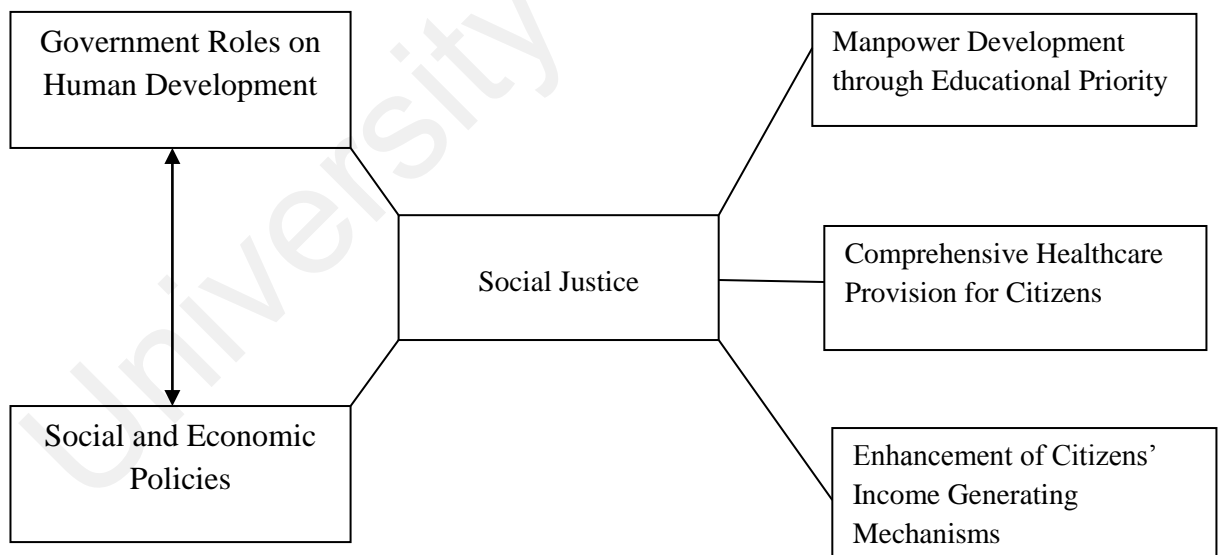 Government Roles on
Human Development
Manpower Development
through Educational Priority
Social Justice
Comprehensive Healthcare
Provision for Citizens
Social and Economic
Policies
Enhancement of Citizens’
Income Generating
Mechanisms
University